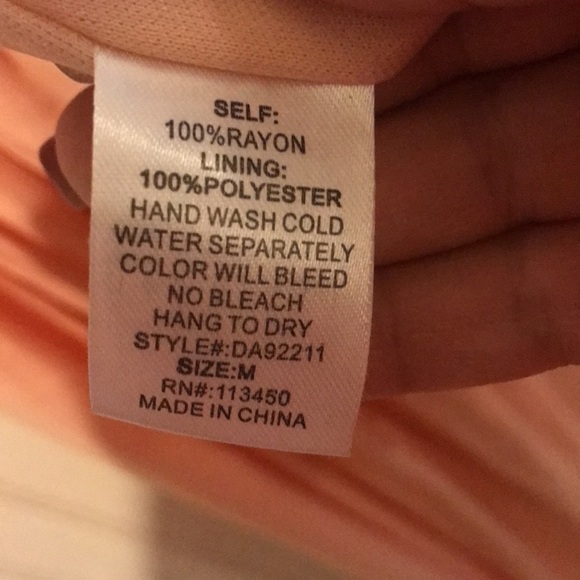 SELF:
100%RAYON
LINING:
100%POLYESTER
HAND WASH COLD
WATER SEPARATELY
COLOR WILL BLEED
NO BLEACH
HANG TO DRY
STYLE#:DA92211
SIZE:M
RN#:113450
MADE IN CHINA